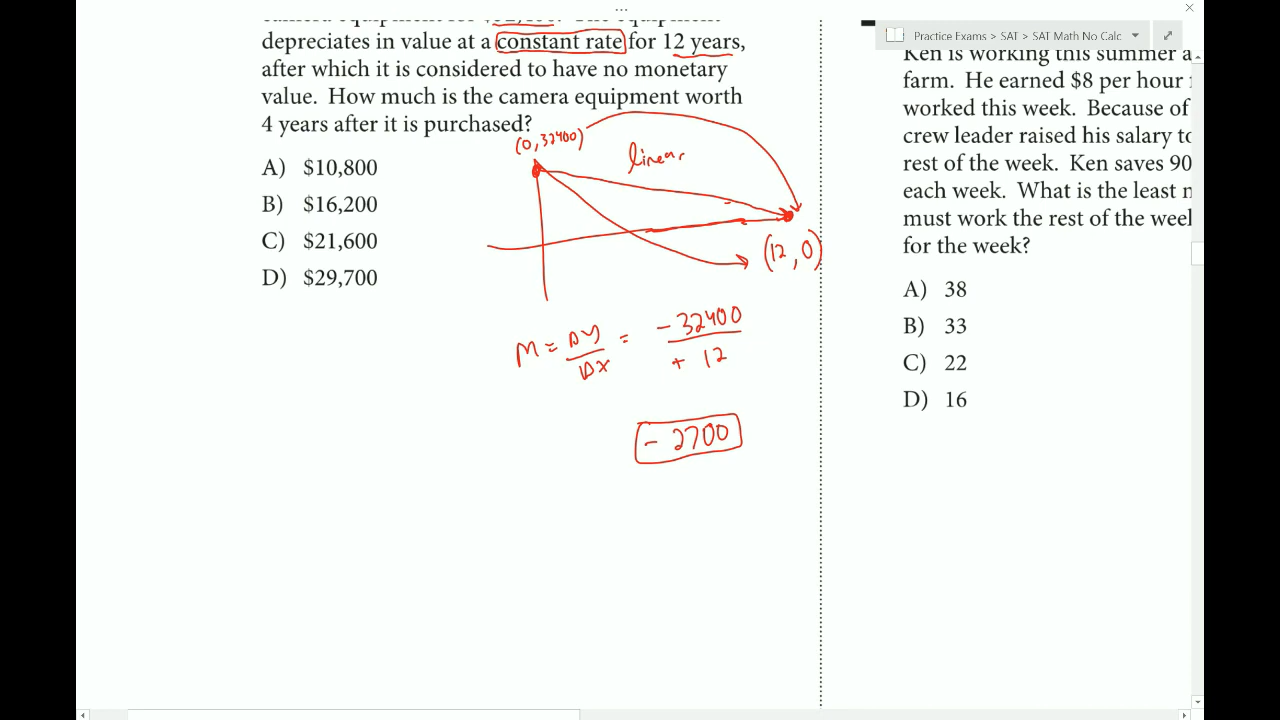 depreciates in value at a constant rate for 12 years,
after which it is considered to have no monetary
value. How much is the camera equipment worth
4 years after it is purchased?
A) $10,800
B) $16,200
C) $21,600
D) $29,700
(0,32400)
linear
(12,0)
M = Δy/Δx = -32400/+12
-2700
Practice Exams > SAT > SAT Math No Calc
Ken is working this summer a
farm. He earned $8 per hour
worked this week. Because of
crew leader raised his salary to
rest of the week. Ken saves 90
each week. What is the least
must work the rest of the week
for the week?
A) 38
B) 33
C) 22
D) 16